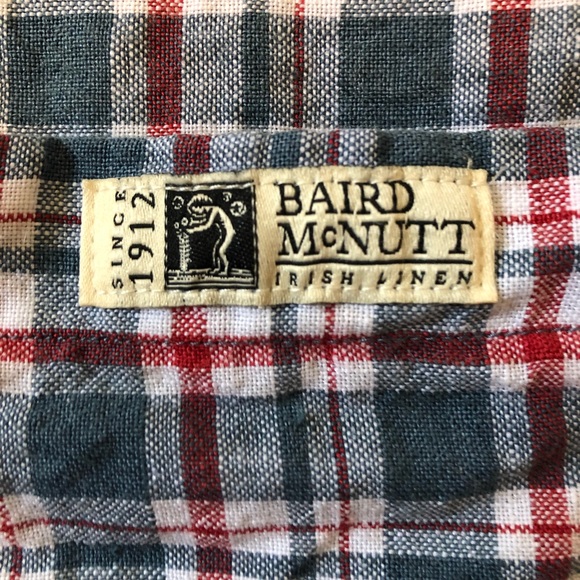 SINCE
1912
BAIRD
McNUTT
IRISH LINEN